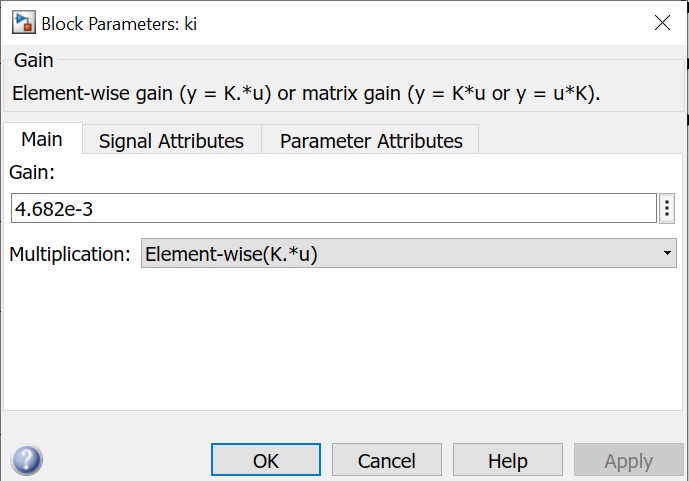 Block Parameters: ki
Gain
Element-wise gain (y = K.*u) or matrix gain (y = K*u or y = u*K).
Main Signal Attributes Parameter Attributes
Gain:
4.682e-3
Multiplication: Element-wise(K.*u)
? OK Cancel Help Apply